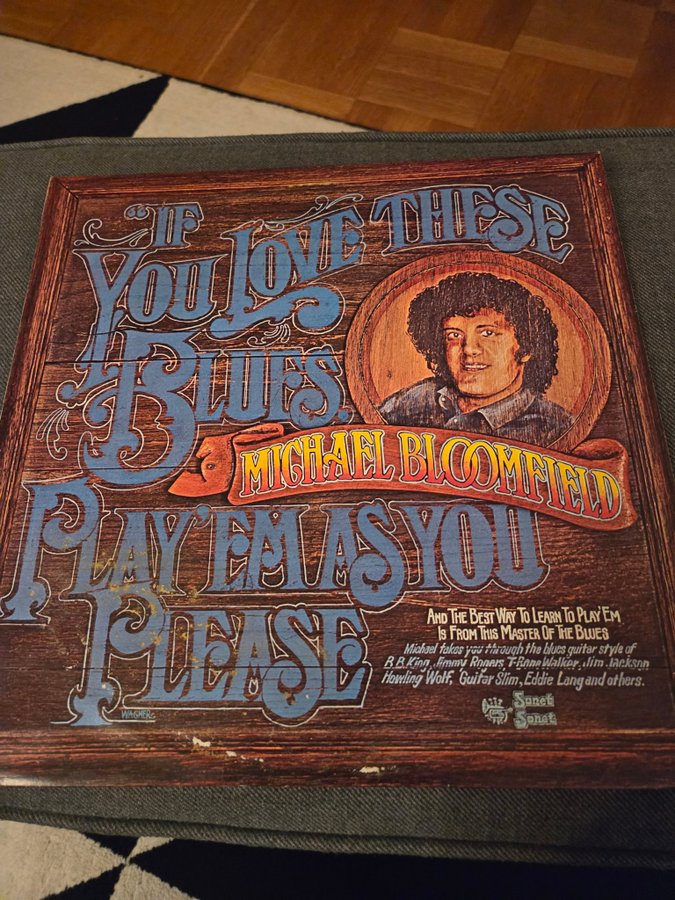 "IF
YOU LOVE THESE
BLUES,
MICHAEL BLOOMFIELD
PLAY 'EM AS YOU
PLEASE
AND THE BEST WAY TO LEARN TO PLAY 'EM
IS FROM THIS MASTER OF THE BLUES
Michael takes you through the blues guitar style of
B.B.King, Jimmy Rogers, T-Bone Walker, Jim Jackson
Howling Wolf, Guitar Slim, Eddie Lang and others.
WAGNER
Sonet
Sonet